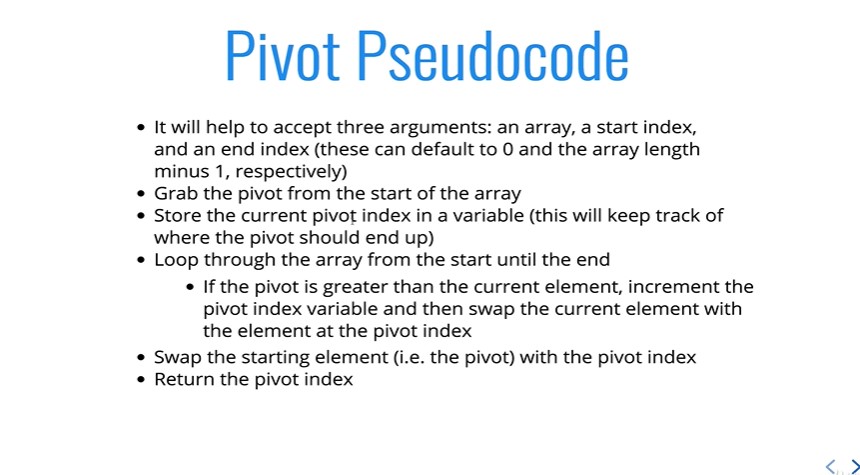 Pivot Pseudocode
• It will help to accept three arguments: an array, a start index,
and an end index (these can default to 0 and the array length
minus 1, respectively)
• Grab the pivot from the start of the array
• Store the current pivot index in a variable (this will keep track of
where the pivot should end up)
• Loop through the array from the start until the end
• If the pivot is greater than the current element, increment the
pivot index variable and then swap the current element with
the element at the pivot index
• Swap the starting element (i.e. the pivot) with the pivot index
• Return the pivot index